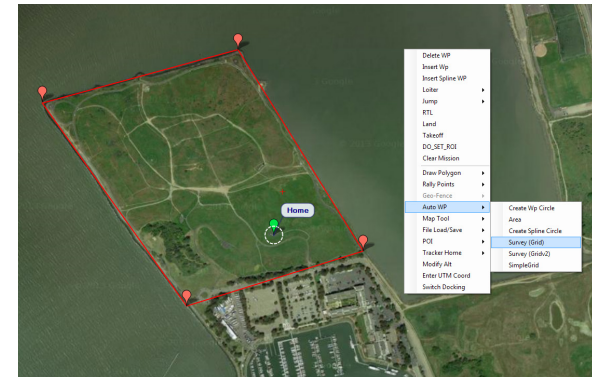 Home
Delete WP
Insert Wp
Insert Spline WP
Loiter
Jump
RTL
Land
Takeoff
DO_SET_ROI
Clear Mission
Draw Polygon
Rally Points
Geo-Fence
Auto WP
Map Tool
File Load/Save
POI
Tracker Home
Modify Alt
Enter UTM Coord
Switch Docking
Create Wp Circle
Area
Create Spline Circle
Survey (Grid)
Survey (Gridv2)
SimpleGrid